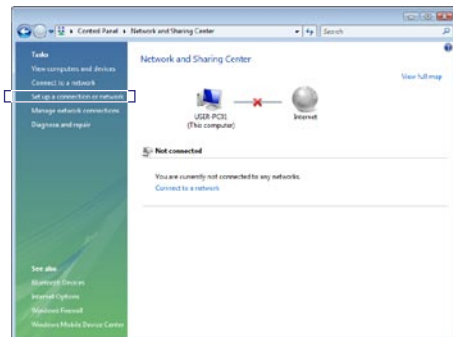 Control Panel ▸ Network and Sharing Center
Search
Tasks
View computers and devices
Connect to a network
Set up a connection or network
Manage network connections
Diagnose and repair
Network and Sharing Center
View full map
USER-PC01
(This computer)
Internet
Not connected
You are currently not connected to any networks.
Connect to a network
See also
Bluetooth Devices
Internet Options
Windows Firewall
Windows Mobile Device Center